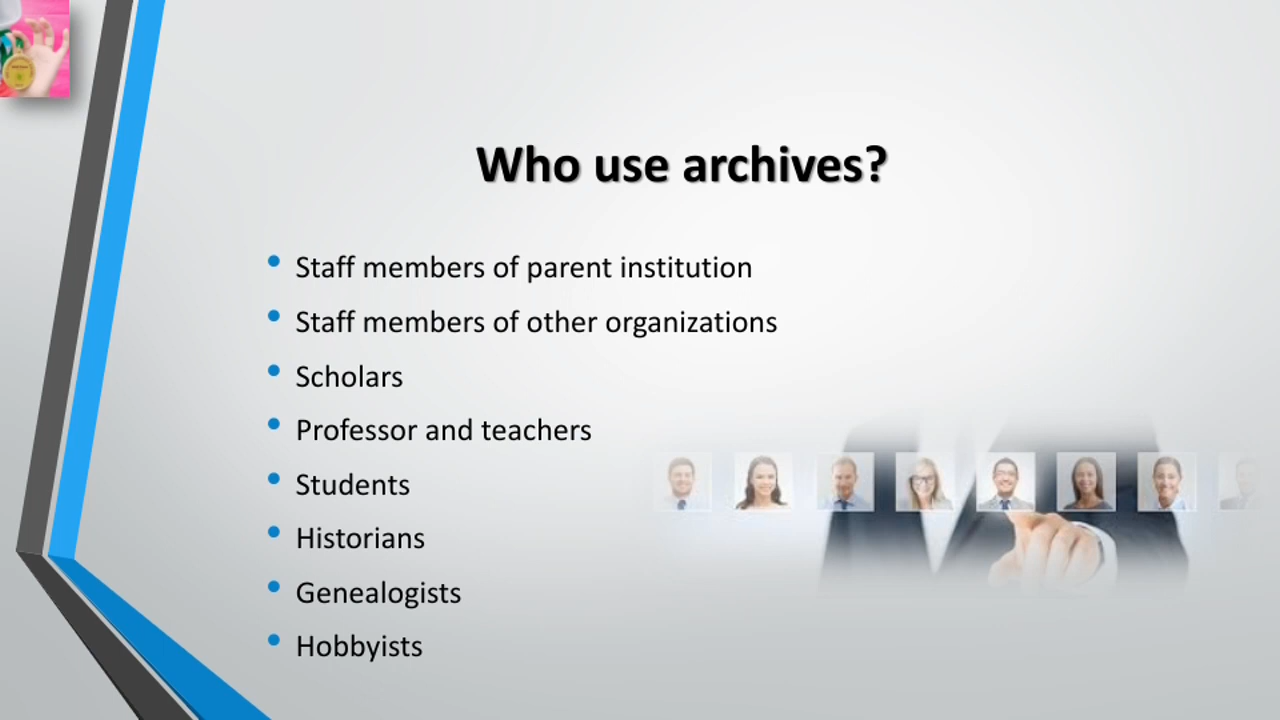 Who use archives?
• Staff members of parent institution
• Staff members of other organizations
• Scholars
• Professor and teachers
• Students
• Historians
• Genealogists
• Hobbyists